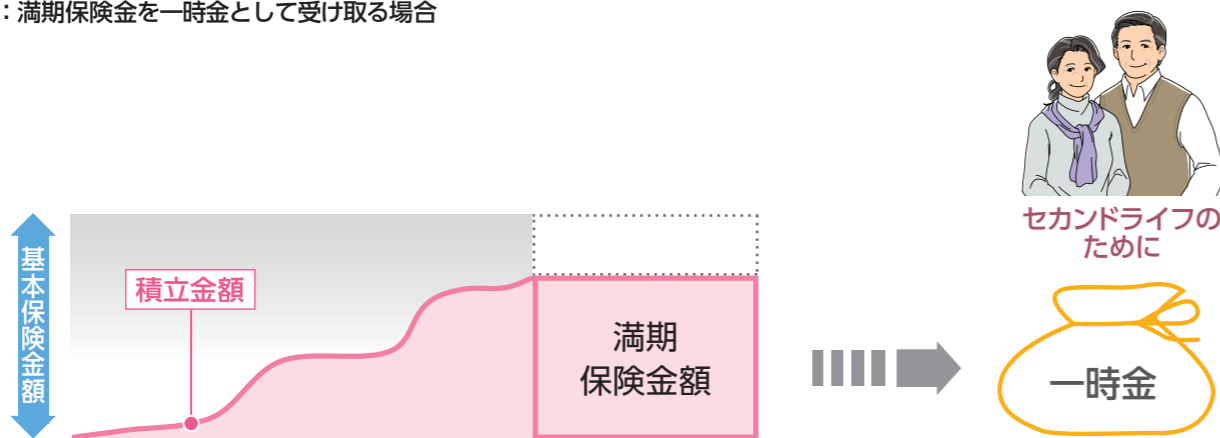 ：満期保険金を一時金として受け取る場合
セカンドライフの
ために
基本保険金額
積立金額
満期
保険金額
一時金